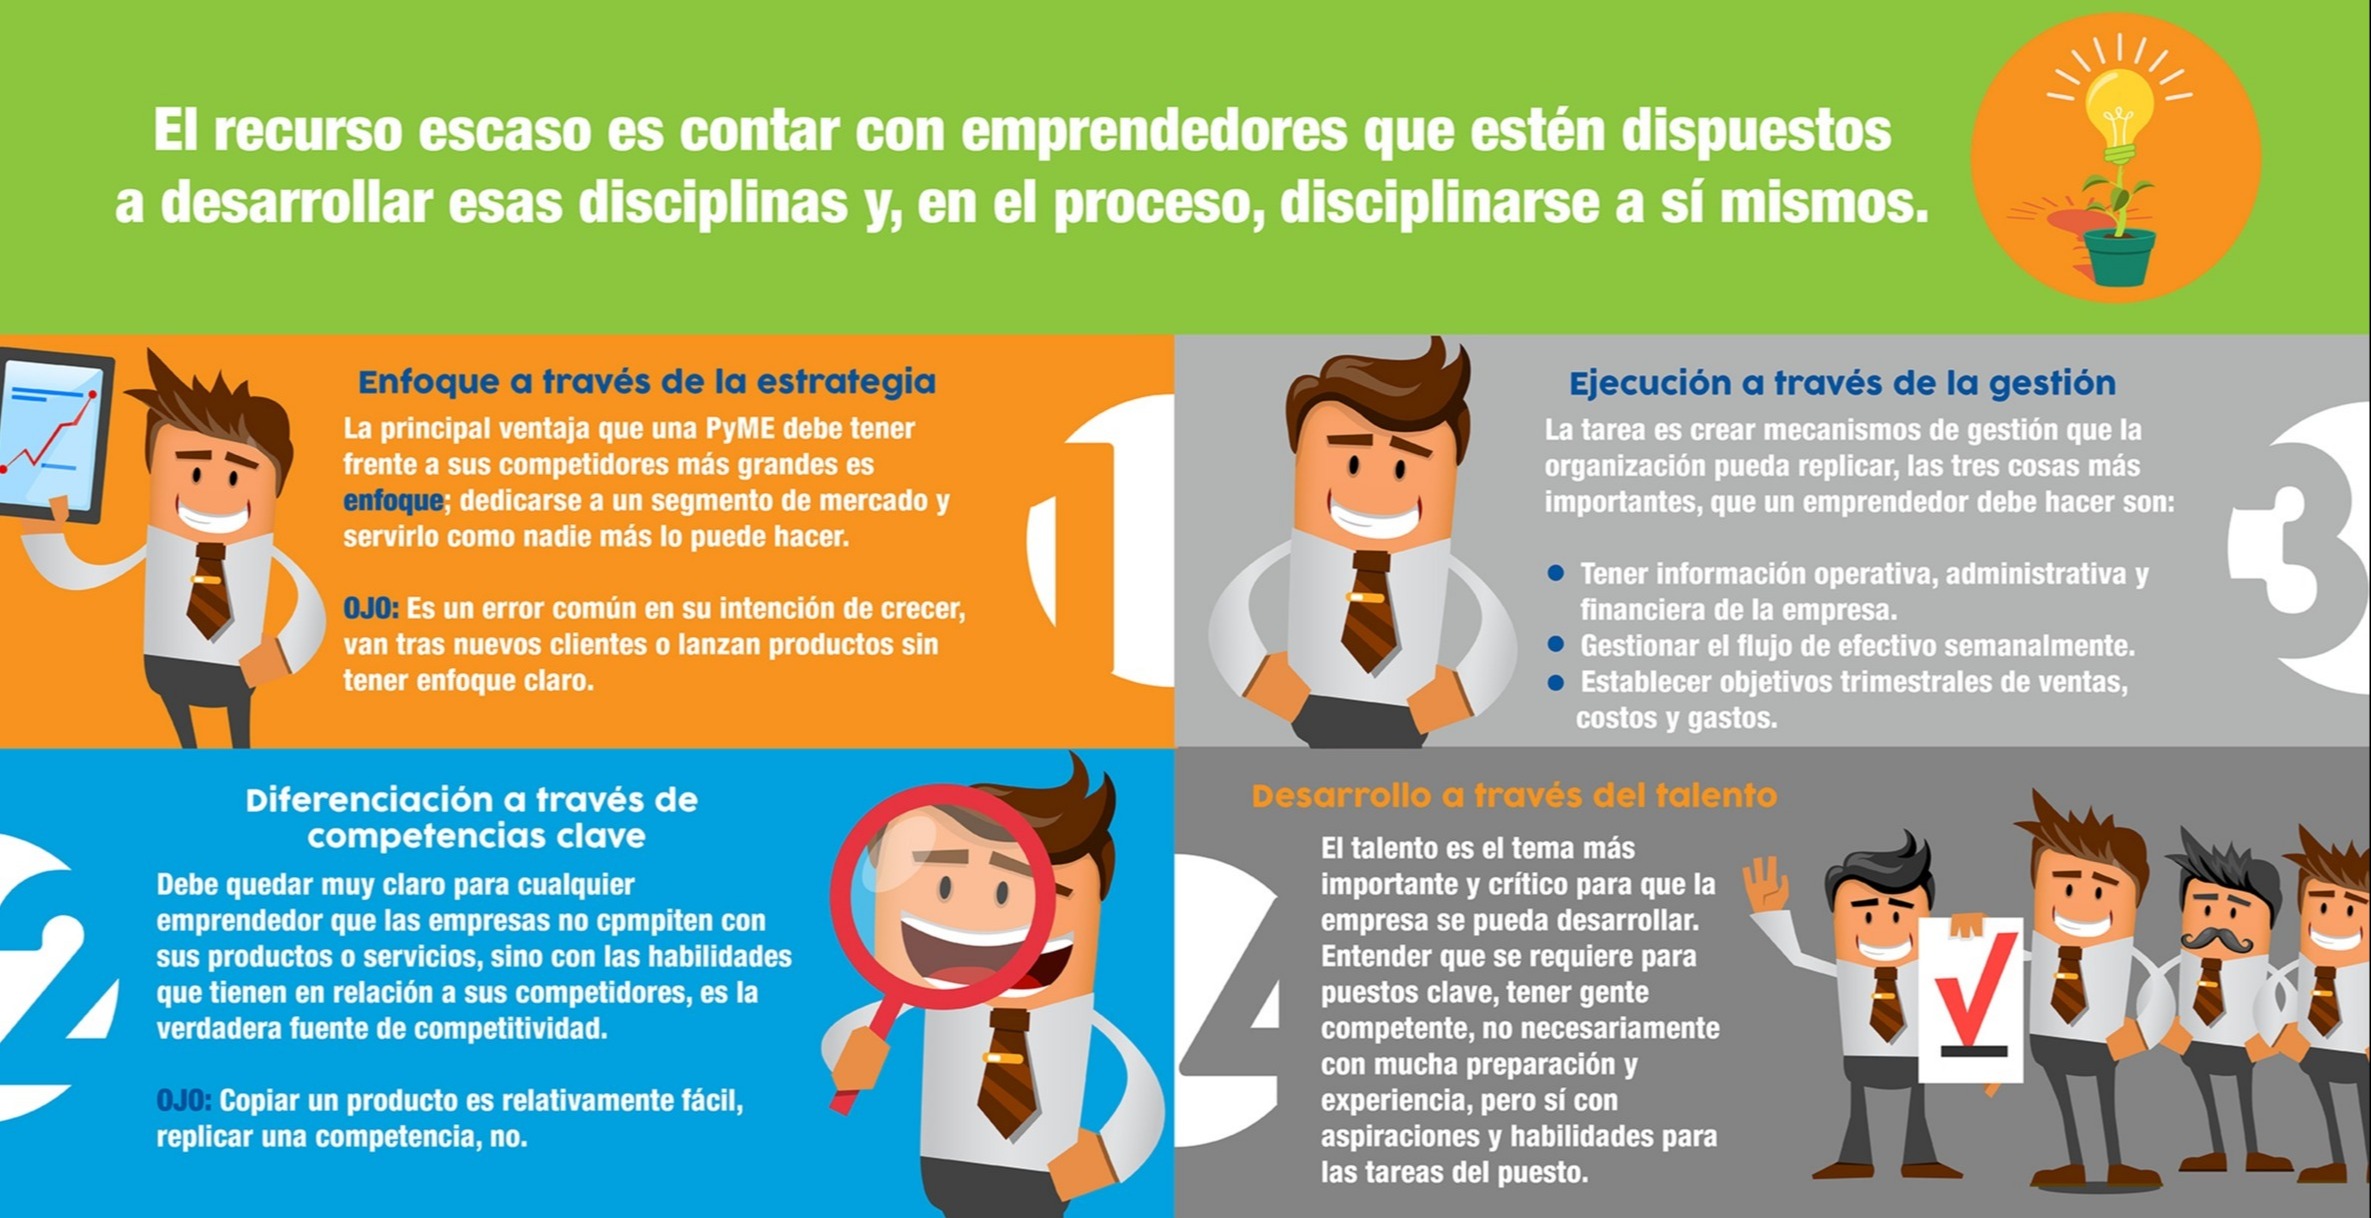 El recurso escaso es contar con emprendedores que estén dispuestos
a desarrollar esas disciplinas y, en el proceso, disciplinarse a sí mismos.
Enfoque a través de la estrategia
La principal ventaja que una PyME debe tener
frente a sus competidores más grandes es
enfoque; dedicarse a un segmento de mercado y
servirlo como nadie más lo puede hacer.
OJO: Es un error común en su intención de crecer,
van tras nuevos clientes o lanzan productos sin
tener enfoque claro.
1
2
Diferenciación a través de
competencias clave
Debe quedar muy claro para cualquier
emprendedor que las empresas no cpmpiten con
sus productos o servicios, sino con las habilidades
que tienen en relación a sus competidores, es la
verdadera fuente de competitividad.
OJO: Copiar un producto es relativamente fácil,
replicar una competencia, no.
Ejecución a través de la gestión
La tarea es crear mecanismos de gestión que la
organización pueda replicar, las tres cosas más
importantes, que un emprendedor debe hacer son:
● Tener información operativa, administrativa y
financiera de la empresa.
● Gestionar el flujo de efectivo semanalmente.
● Establecer objetivos trimestrales de ventas,
costos y gastos.
3
4
Desarrollo a través del talento
El talento es el tema más
importante y crítico para que la
empresa se pueda desarrollar.
Entender que se requiere para
puestos clave, tener gente
competente, no necesariamente
con mucha preparación y
experiencia, pero sí con
aspiraciones y habilidades para
las tareas del puesto.